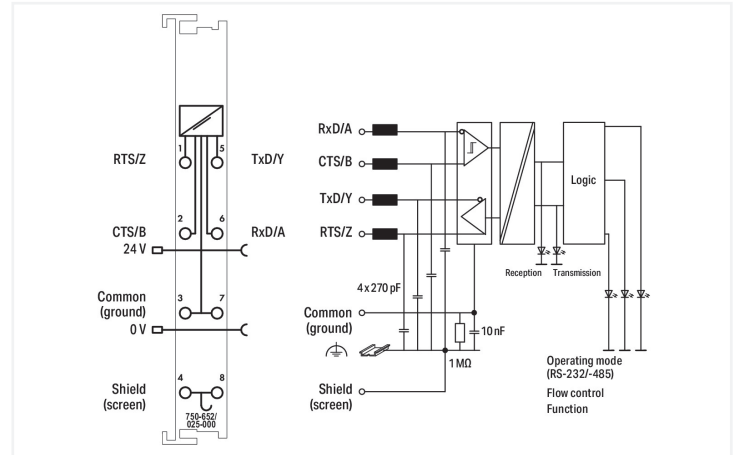 1
5
RTS/Z
TxD/Y
2
6
CTS/B
RxD/A
24 V
Common
(ground)
3
7
0 V
Shield
(screen)
4
8
750-652/
025-000
RxD/A
CTS/B
TxD/Y
RTS/Z
Logic
Reception
Transmission
4 x 270 pF
Common
(ground)
10 nF
1 MΩ
Shield
(screen)
Operating mode
(RS-232/-485)
Flow control
Function